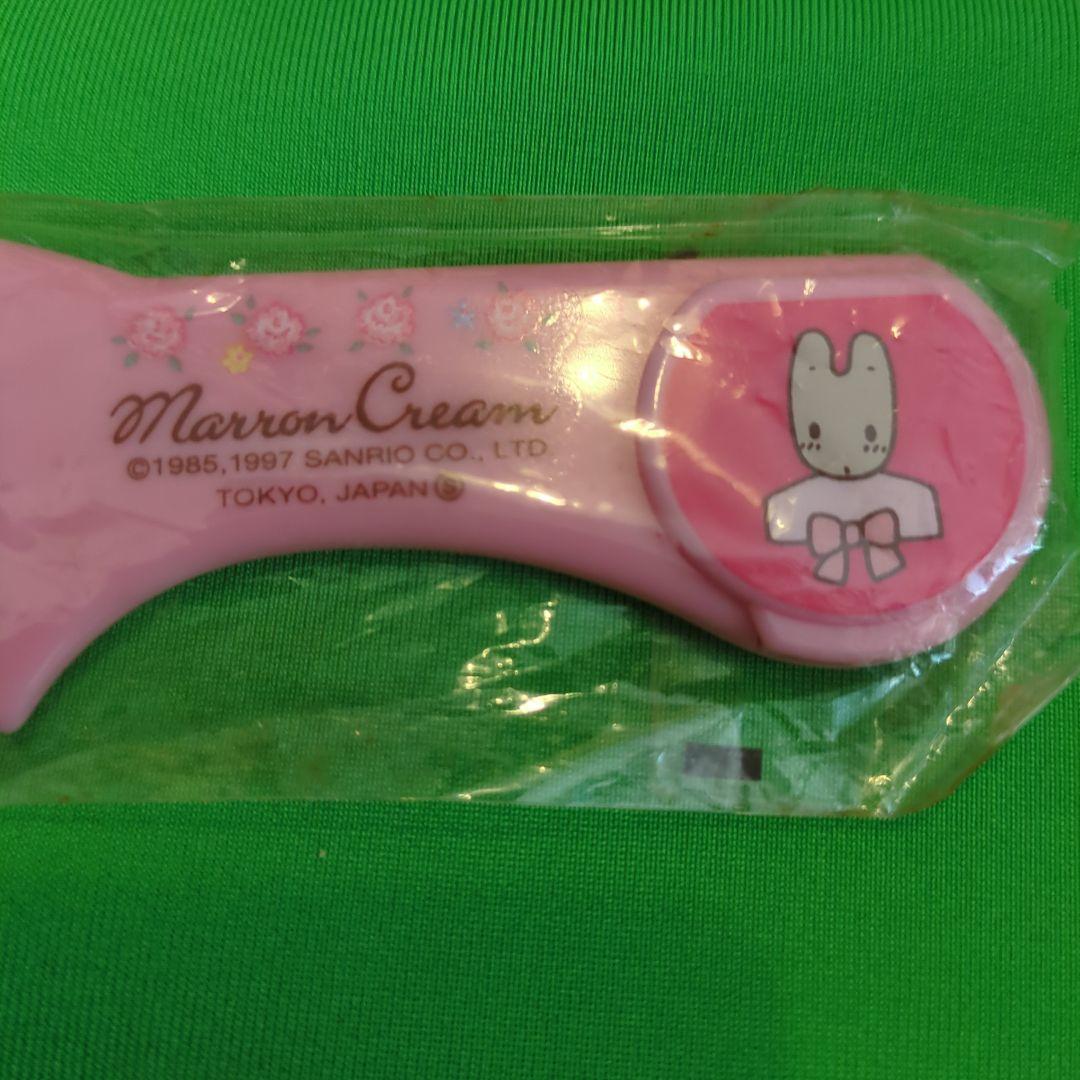 Marron Cream
©1985,1997 SANRIO CO., LTD.
TOKYO, JAPAN Ⓢ